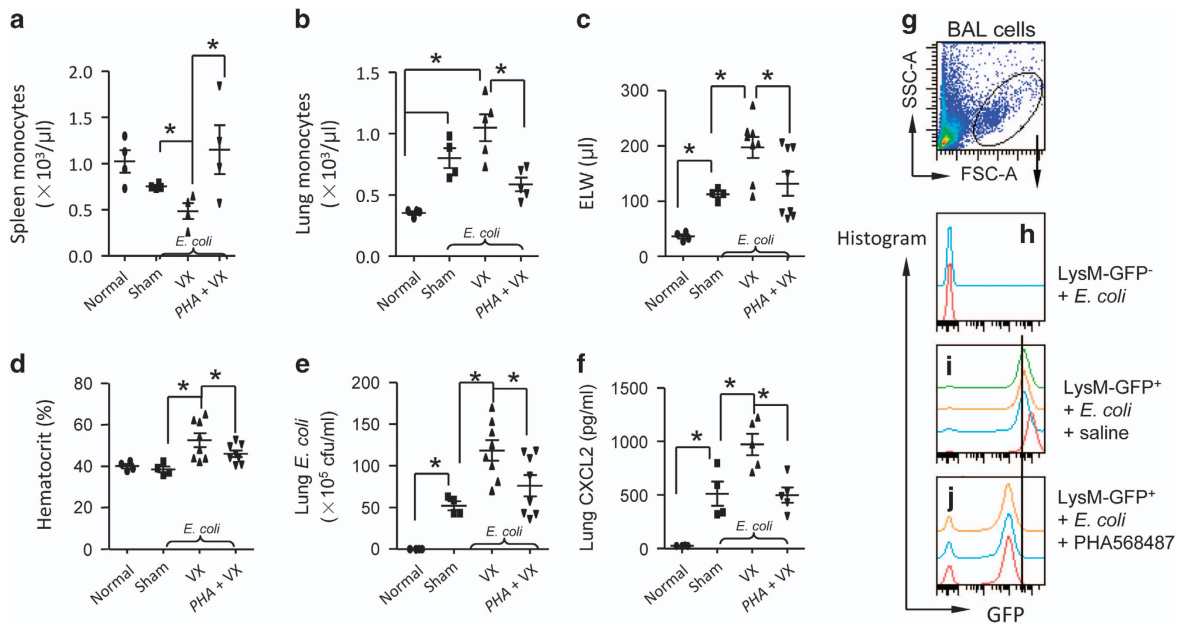 a
Spleen monocytes
(× 10³/µl)
2.0
1.5
1.0
0.5
0.0
*
*
E. coli
Normal
Sham
VX
PHA + VX
b
Lung monocytes
(× 10³/µl)
1.5
1.0
0.5
0.0
*
*
E. coli
Normal
Sham
VX
PHA + VX
c
ELW (µl)
300
200
100
0
*
*
*
E. coli
Normal
Sham
VX
PHA + VX
d
Hematocrit (%)
80
60
40
20
0
*
*
E. coli
Normal
Sham
VX
PHA + VX
e
Lung E. coli
(× 10⁵ cfu/ml)
200
150
100
50
0
*
*
*
E. coli
Normal
Sham
VX
PHA + VX
f
Lung CXCL2 (pg/ml)
1500
1000
500
0
*
*
*
E. coli
Normal
Sham
VX
PHA + VX
g
BAL cells
SSC-A
FSC-A
Histogram
h
LysM-GFP⁻
+ E. coli
i
LysM-GFP⁺
+ E. coli
+ saline
j
LysM-GFP⁺
+ E. coli
+ PHA568487
GFP